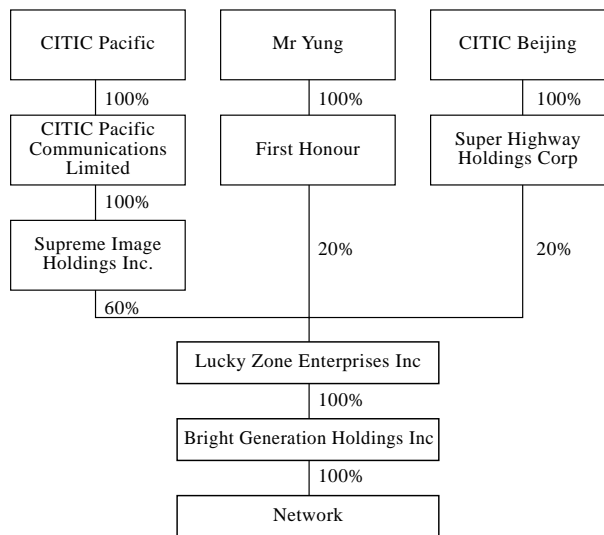 CITIC Pacific
Mr Yung
CITIC Beijing
100%
100%
100%
CITIC Pacific
Communications
Limited
First Honour
Super Highway
Holdings Corp
100%
Supreme Image
Holdings Inc.
20%
20%
60%
Lucky Zone Enterprises Inc
100%
Bright Generation Holdings Inc
100%
Network